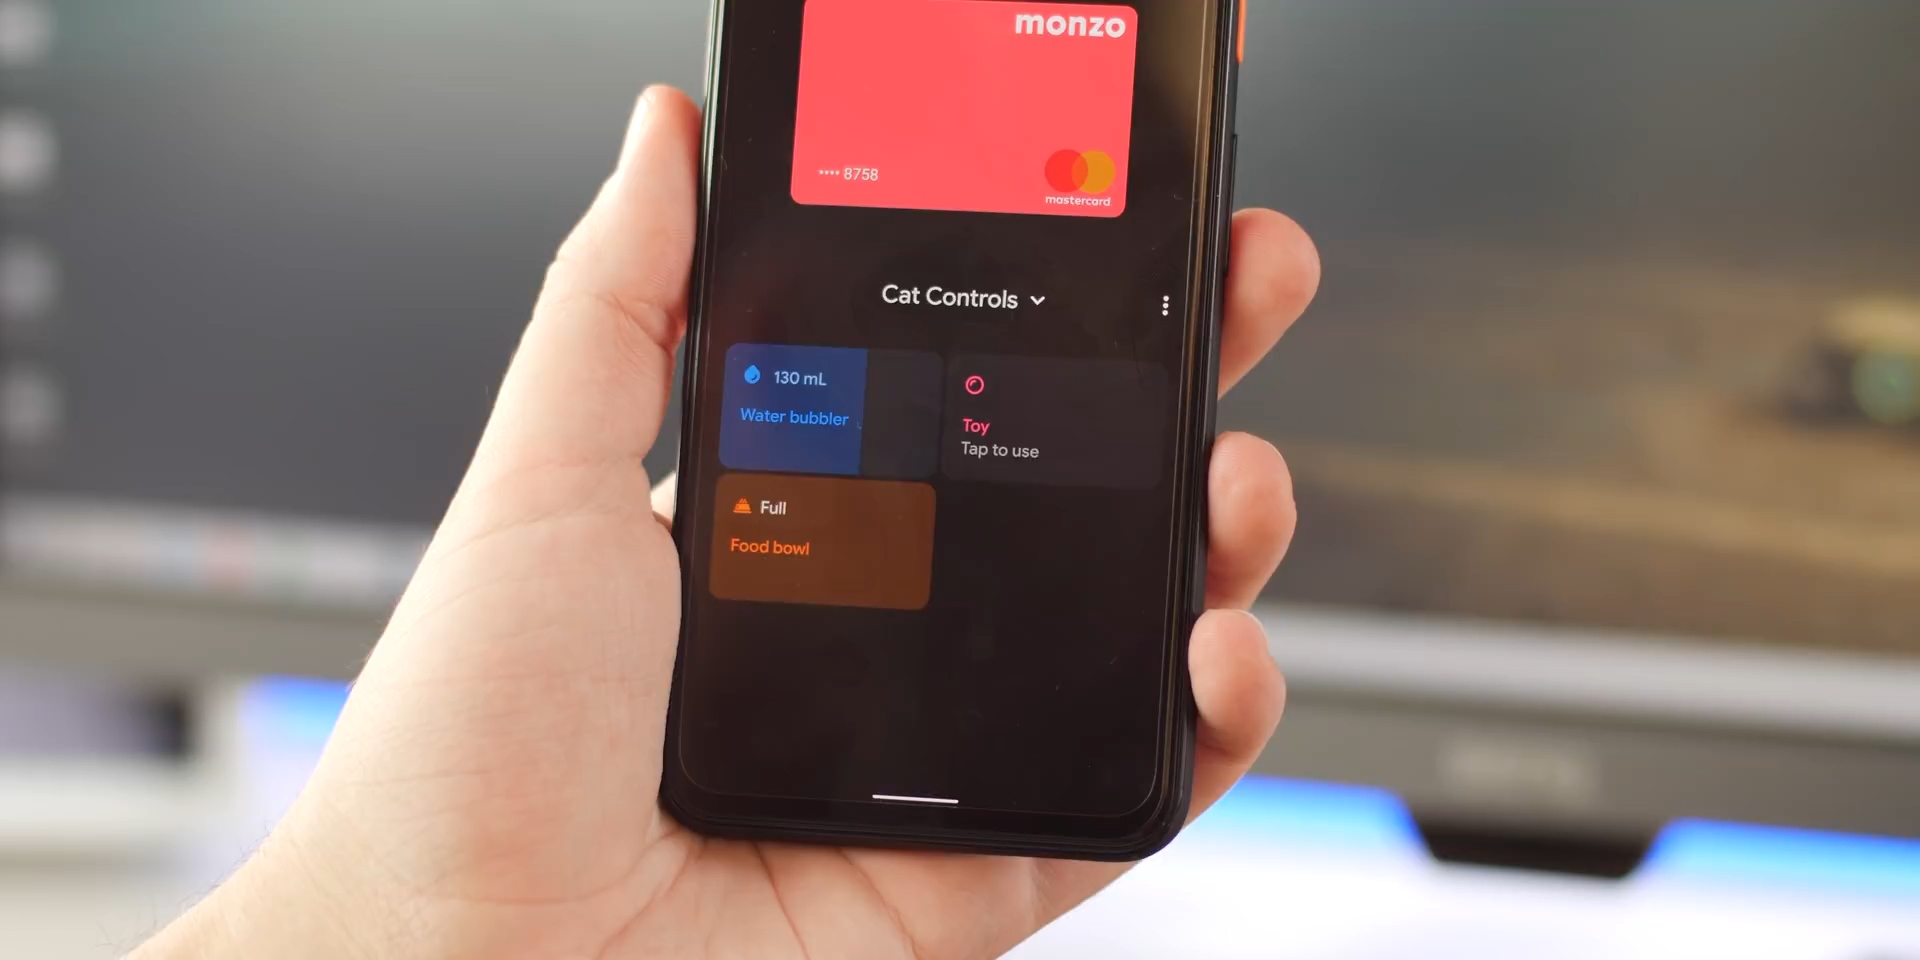 monzo
•••• 8758
mastercard
Cat Controls
130 mL
Water bubbler
Toy
Tap to use
Full
Food bowl